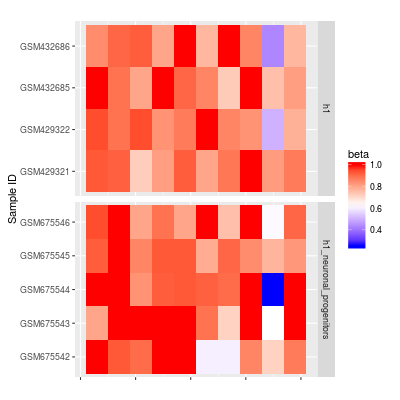 GSM432686
GSM432685
GSM429322
GSM429321
h1
GSM675546
GSM675545
GSM675544
GSM675543
GSM675542
h1_neuronal_progenitors
Sample ID
beta
1.0
0.8
0.6
0.4